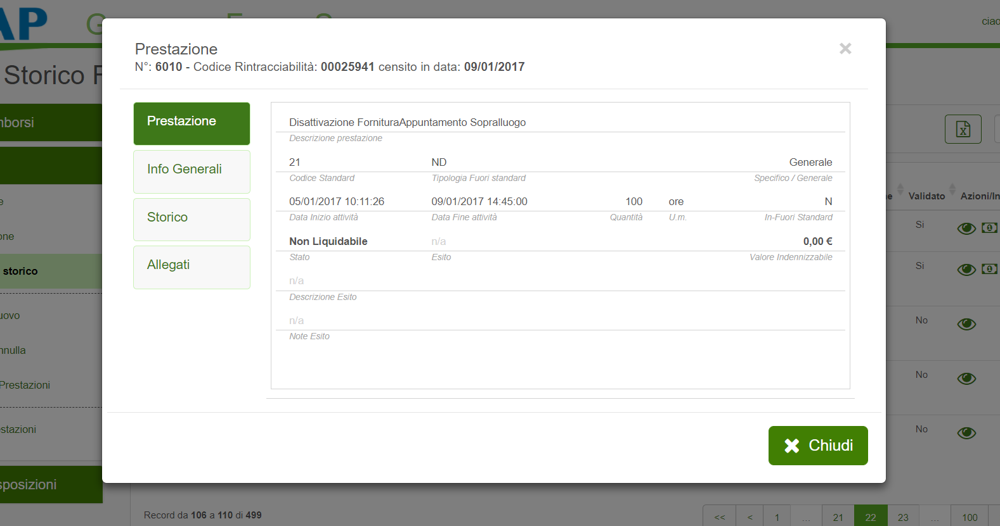 AP
G
ciao
Storico F
Prestazione
N°: 6010 - Codice Rintracciabilità: 00025941 censito in data: 09/01/2017
Prestazione
Info Generali
Storico
Allegati
Disattivazione FornituraAppuntamento Sopralluogo
Descrizione prestazione
21 ND Generale
Codice Standard Tipologia Fuori standard Specifico / Generale
05/01/2017 10:11:26 09/01/2017 14:45:00 100 ore N
Data Inizio attività Data Fine attività Quantità U.m. In-Fuori Standard
Non Liquidabile n/a 0,00 €
Stato Esito Valore Indennizzabile
n/a
Descrizione Esito
n/a
Note Esito
Chiudi
mborsi
e
one
storico
uovo
nnulla
Prestazioni
stazioni
sposizioni
e Validato Azioni/In
Si
Si
No
No
No
Record da 106 a 110 di 499
<< < 1 ... 21 22 23 ... 100